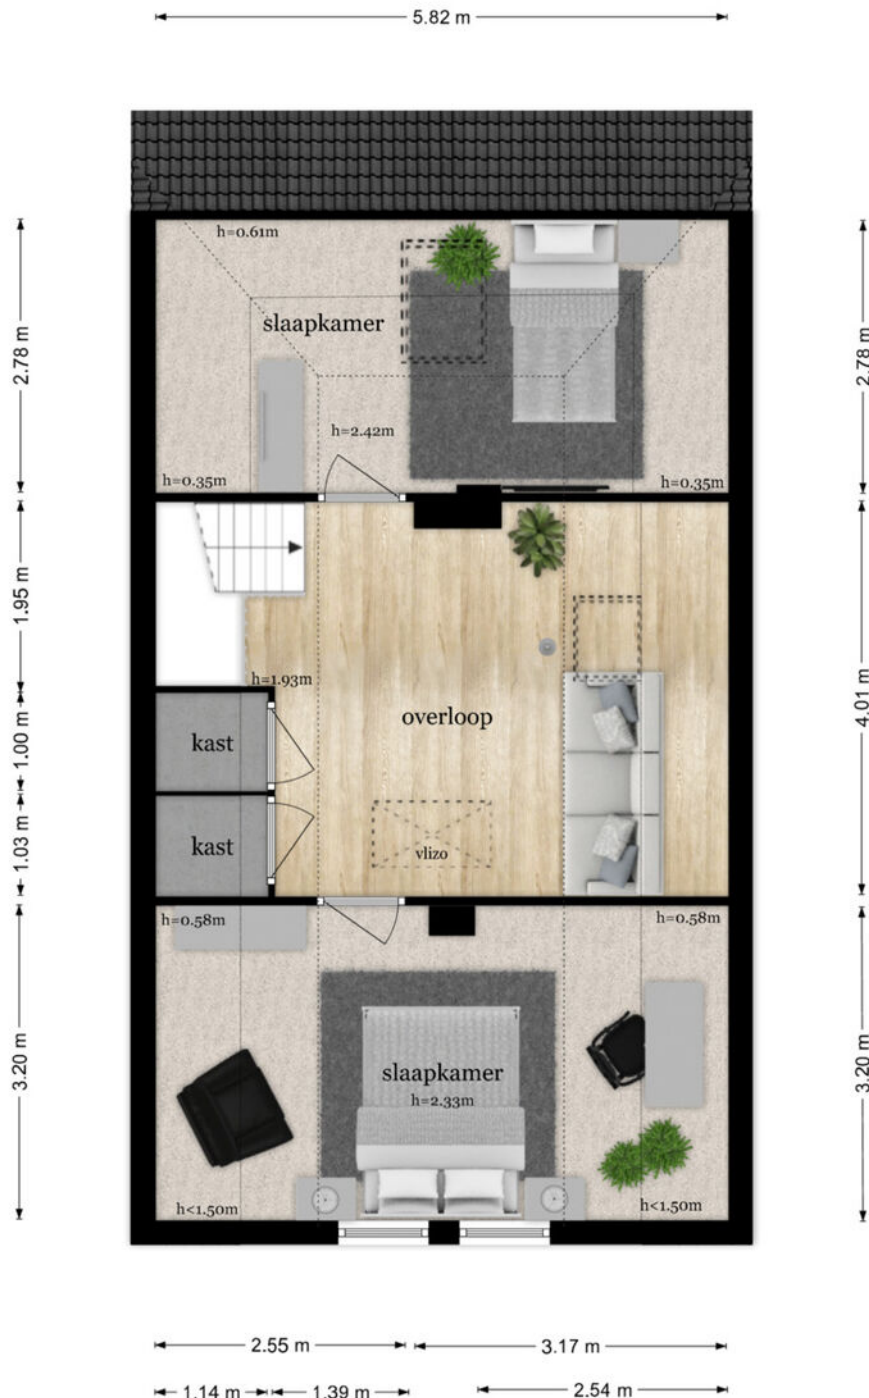 5.82 m
h=0.61m
slaapkamer
2.78 m
2.78 m
h=2.42m
h=0.35m
h=0.35m
1.95 m
h=1.93m
4.01 m
1.00 m
overloop
kast
1.03 m
kast
vlizo
h=0.58m
h=0.58m
3.20 m
3.20 m
slaapkamer
h=2.33m
h<1.50m
h<1.50m
2.55 m
3.17 m
1.14 m
1.39 m
2.54 m